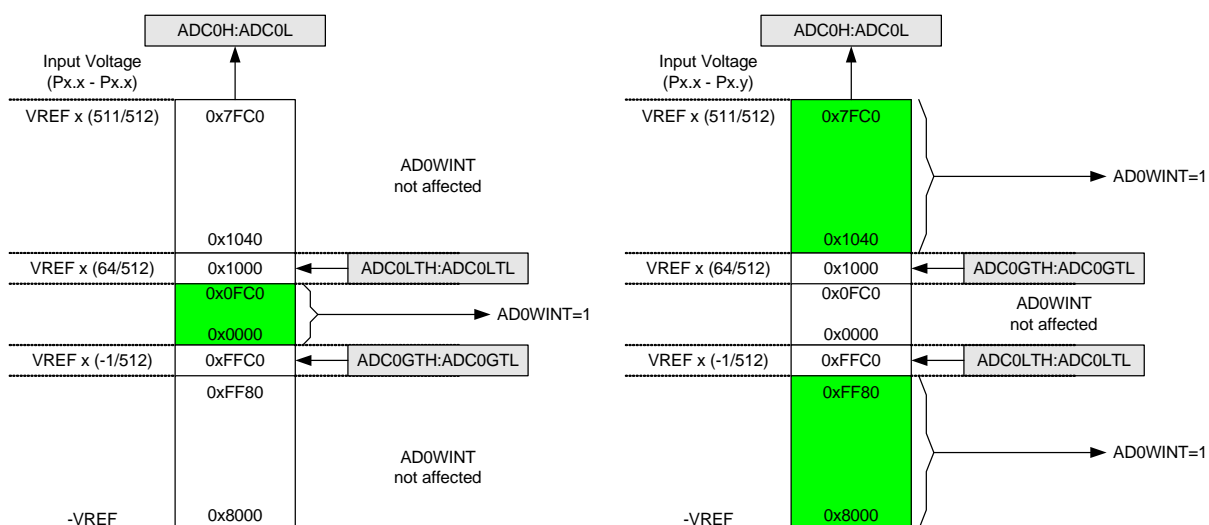 ADC0H:ADC0L
Input Voltage
(Px.x - Px.x)
VREF x (511/512)
0x7FC0
AD0WINT
not affected
0x1040
VREF x (64/512)
0x1000
ADC0LTH:ADC0LTL
0x0FC0
AD0WINT=1
0x0000
VREF x (-1/512)
0xFFC0
ADC0GTH:ADC0GTL
0xFF80
AD0WINT
not affected
-VREF
0x8000
ADC0H:ADC0L
Input Voltage
(Px.x - Px.y)
VREF x (511/512)
0x7FC0
AD0WINT=1
0x1040
VREF x (64/512)
0x1000
ADC0GTH:ADC0GTL
0x0FC0
AD0WINT
not affected
0x0000
VREF x (-1/512)
0xFFC0
ADC0LTH:ADC0LTL
0xFF80
AD0WINT=1
-VREF
0x8000